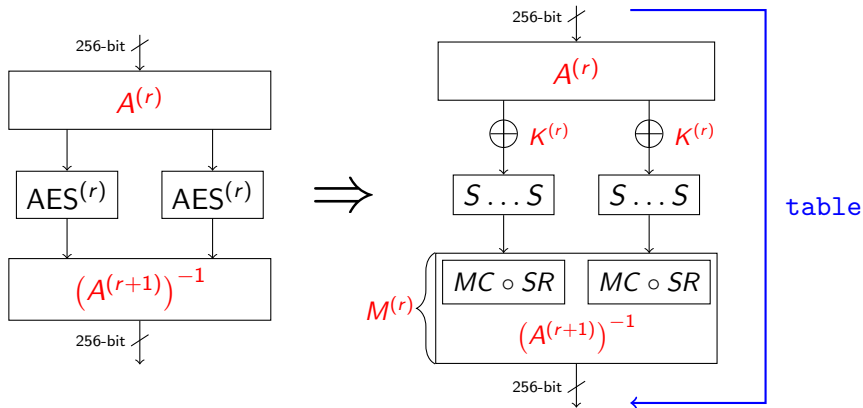 256-bit
A^(r)
AES^(r) AES^(r)
(A^(r+1))^−1
256-bit
⇒
256-bit
A^(r)
⊕ K^(r) ⊕ K^(r)
S . . . S S . . . S
MC ∘ SR MC ∘ SR
M^(r)
(A^(r+1))^−1
256-bit
table